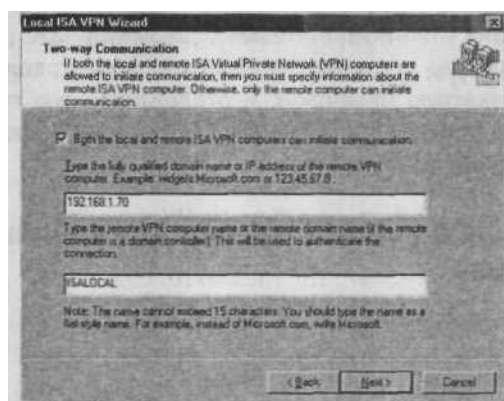 Local ISA VPN Wizard
Two-way Communication
If both the local and remote ISA Virtual Private Network (VPN) computers are
allowed to initiate communication, then you must specify information about the
remote ISA VPN computer. Otherwise, only the remote computer can initiate
communication.
Both the local and remote ISA VPN computers can initiate communication.
Type the fully qualified domain name or IP address of the remote VPN
computer. Example: widgets.Microsoft.com or 123.45.67.8 .
192.168.1.70
Type the remote VPN computer name or the remote domain name (if the remote
computer is a domain controller). This will be used to authenticate the
connection.
ISALOCAL
Note: The name cannot exceed 15 characters. You should type the name as a
flat style name. For example, instead of Microsoft.com, write Microsoft.
< Back
Next >
Cancel